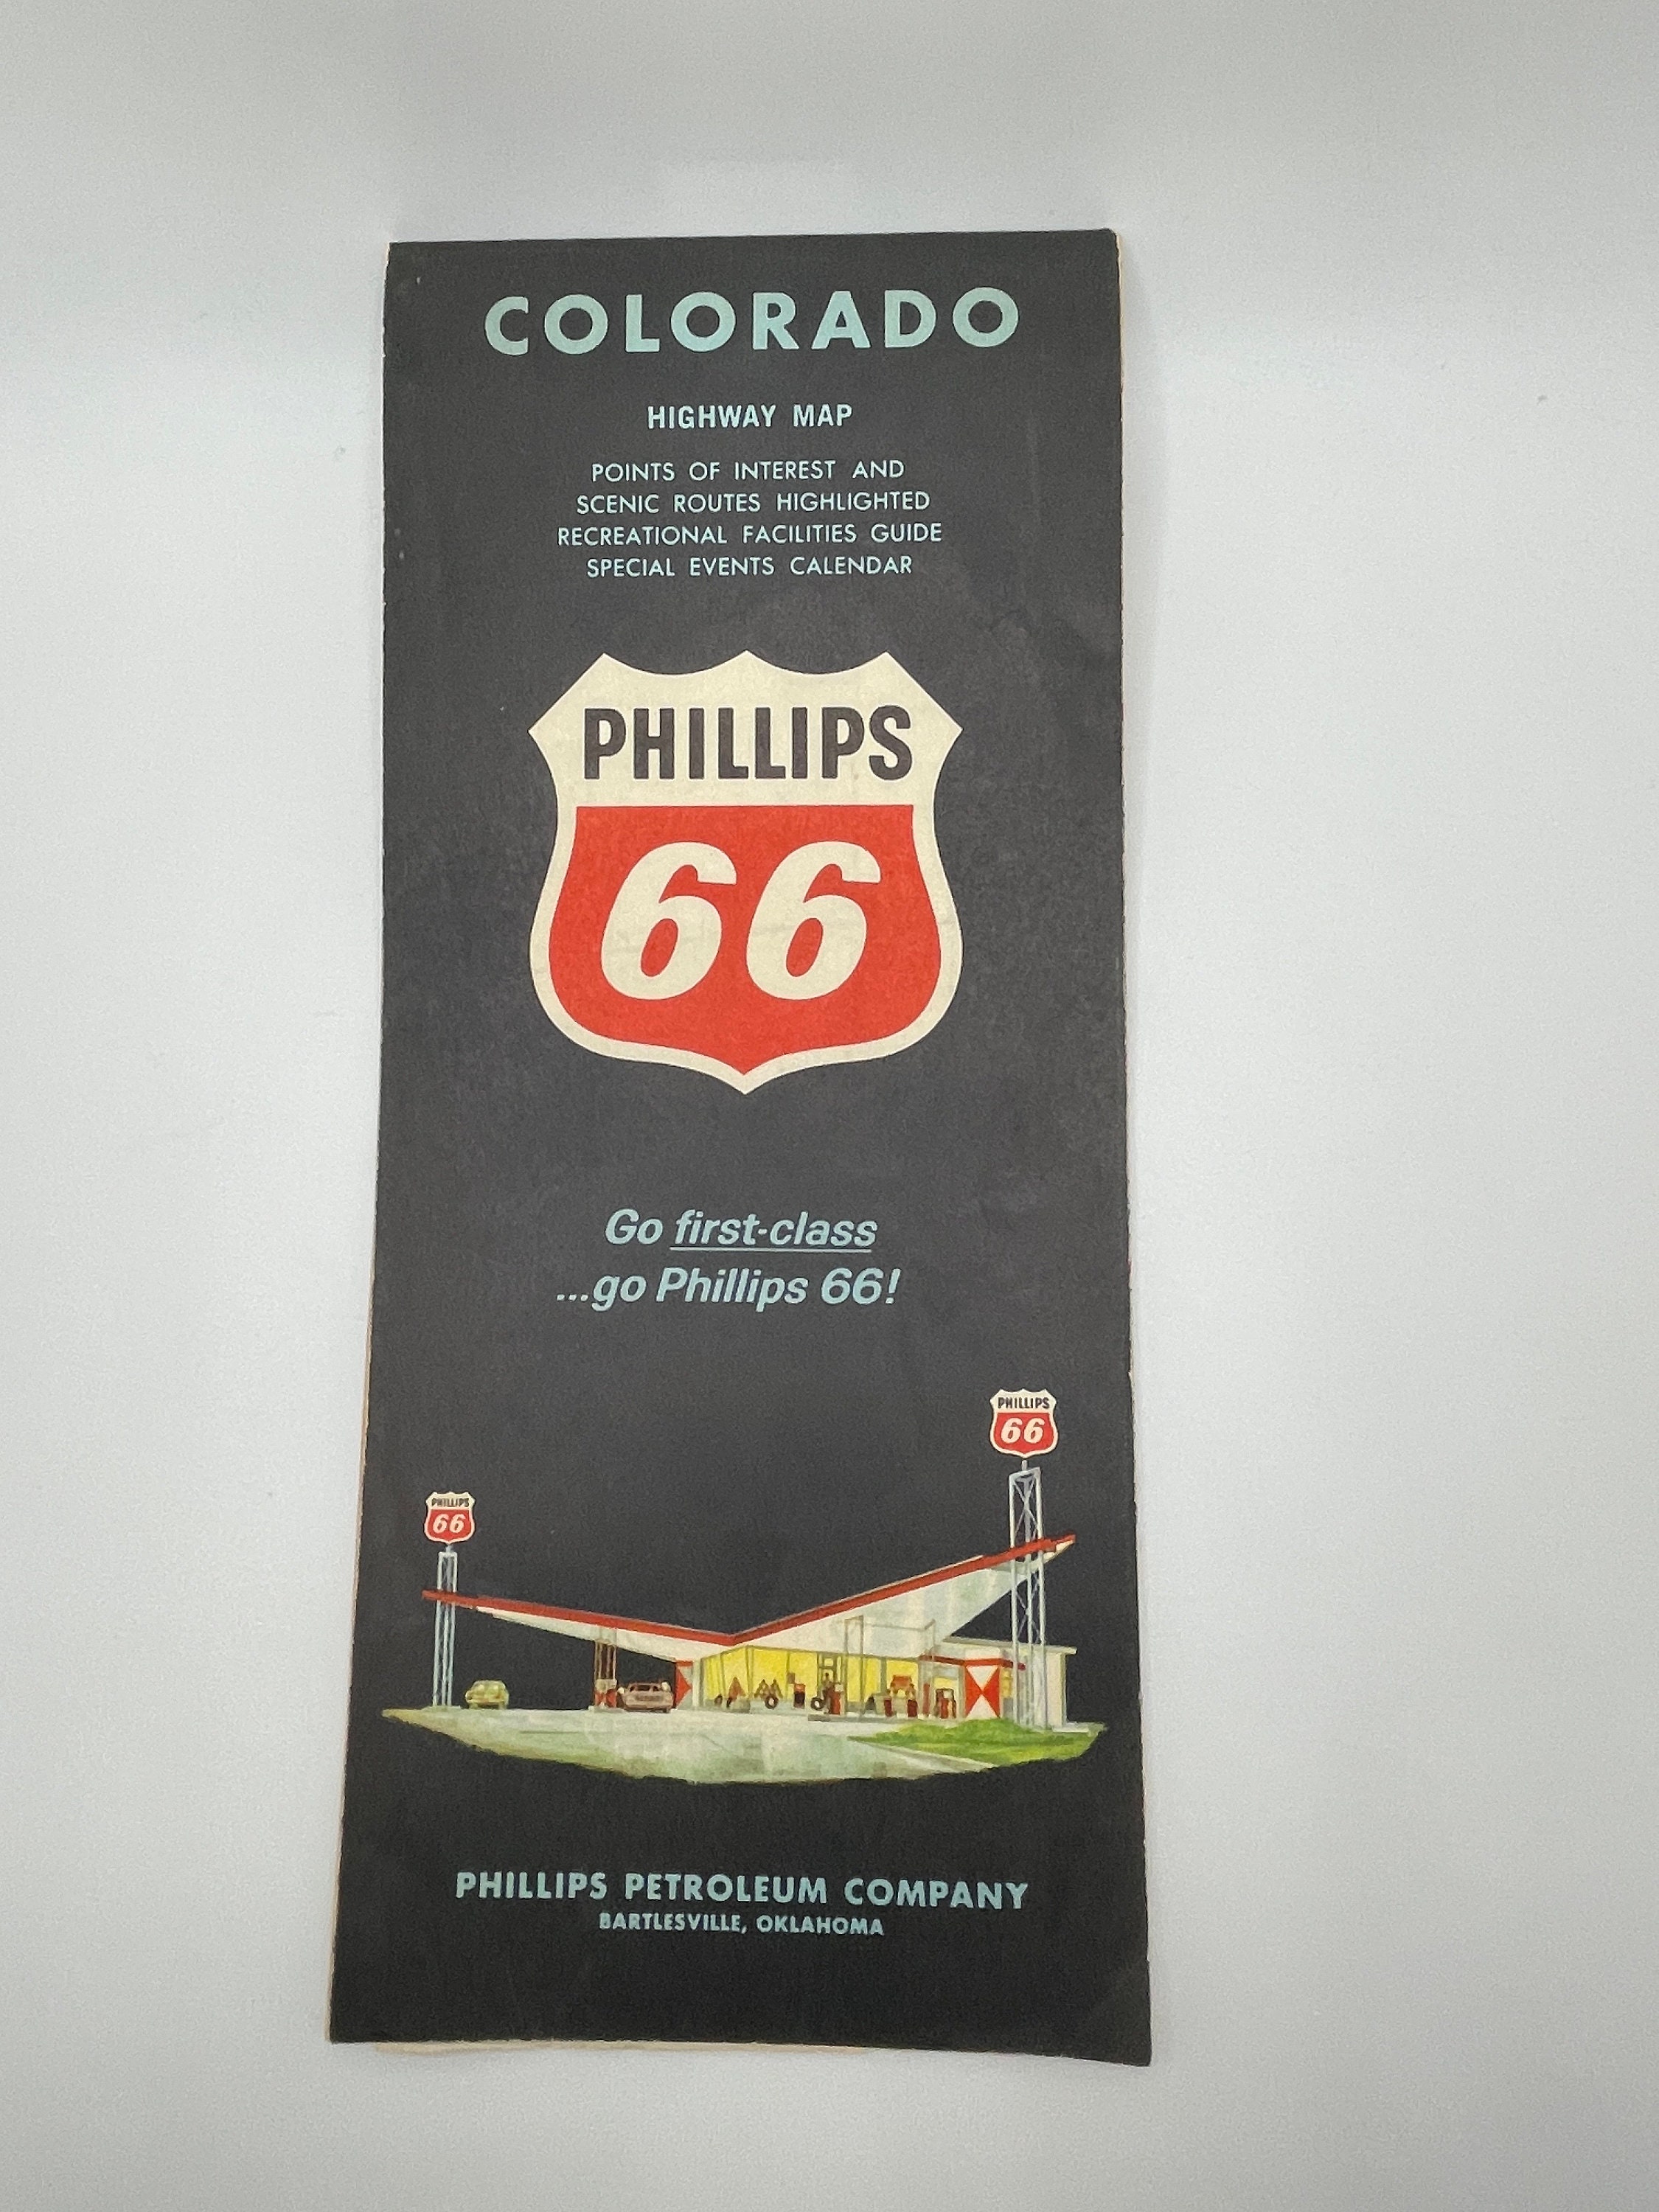 COLORADO
HIGHWAY MAP
POINTS OF INTEREST AND
SCENIC ROUTES HIGHLIGHTED
RECREATIONAL FACILITIES GUIDE
SPECIAL EVENTS CALENDAR
PHILLIPS
66
Go first-class
...go Phillips 66!
PHILLIPS
66
PHILLIPS
66
PHILLIPS PETROLEUM COMPANY
BARTLESVILLE, OKLAHOMA